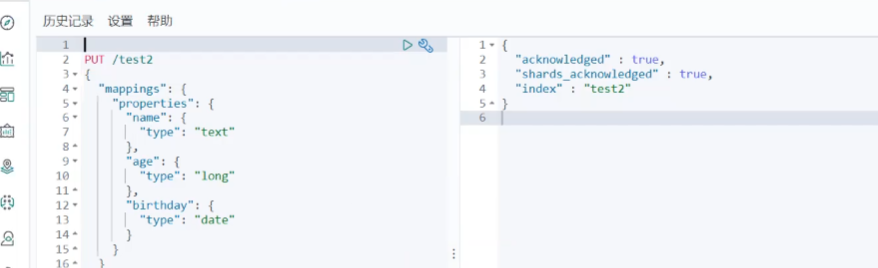 历史记录 设置 帮助
1
2 PUT /test2
3 {
4 "mappings": {
5 "properties": {
6 "name": {
7 "type": "text"
8 },
9 "age": {
10 "type": "long"
11 },
12 "birthday": {
13 "type": "date"
14 }
15 }
16 }
1 {
2 "acknowledged" : true,
3 "shards_acknowledged" : true,
4 "index" : "test2"
5 }
6